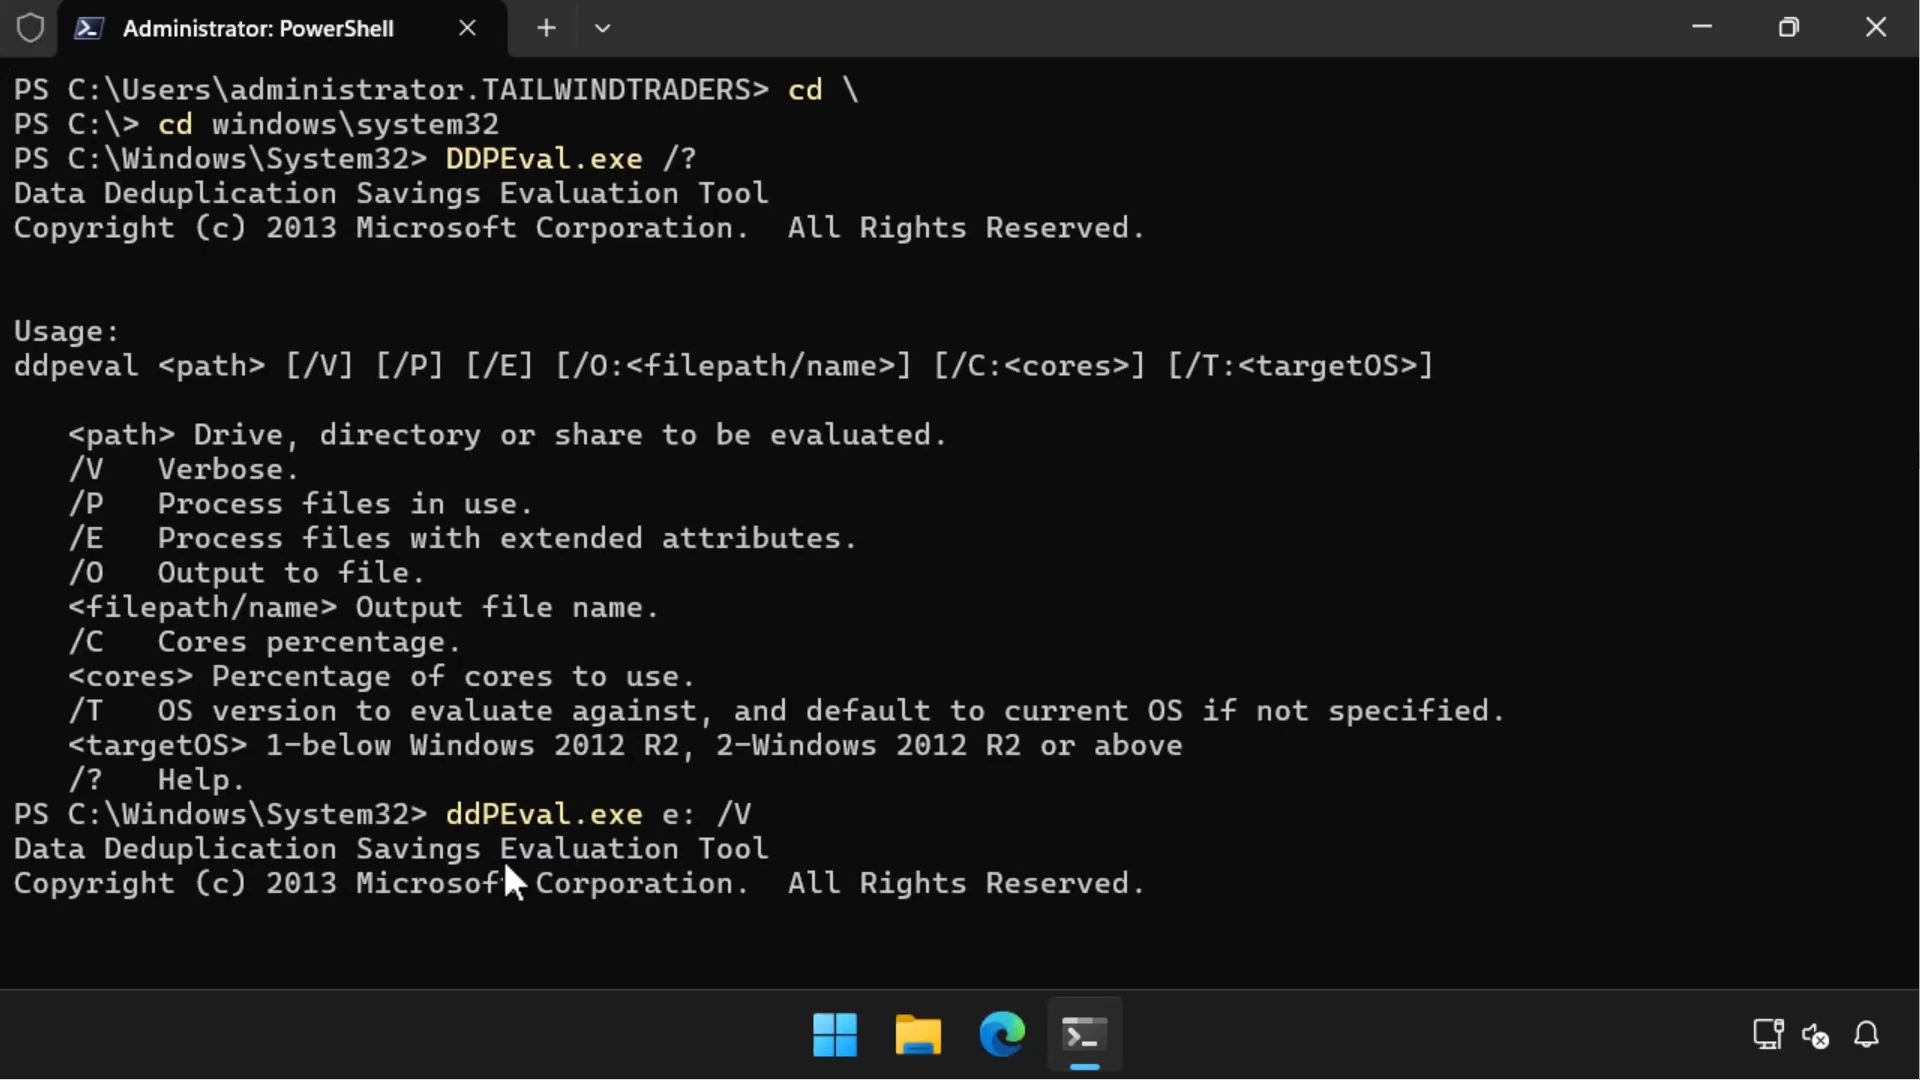 Administrator: PowerShell
PS C:\Users\administrator.TAILWINDTRADERS> cd \
PS C:\> cd windows\system32
PS C:\Windows\System32> DDPEval.exe /?
Data Deduplication Savings Evaluation Tool
Copyright (c) 2013 Microsoft Corporation.  All Rights Reserved.
Usage:
ddpeval <path> [/V] [/P] [/E] [/O:<filepath/name>] [/C:<cores>] [/T:<targetOS>]
<path> Drive, directory or share to be evaluated.
/V   Verbose.
/P   Process files in use.
/E   Process files with extended attributes.
/O   Output to file.
<filepath/name> Output file name.
/C   Cores percentage.
<cores> Percentage of cores to use.
/T   OS version to evaluate against, and default to current OS if not specified.
<targetOS> 1-below Windows 2012 R2, 2-Windows 2012 R2 or above
/?   Help.
PS C:\Windows\System32> ddPEval.exe e: /V
Data Deduplication Savings Evaluation Tool
Copyright (c) 2013 Microsoft Corporation.  All Rights Reserved.